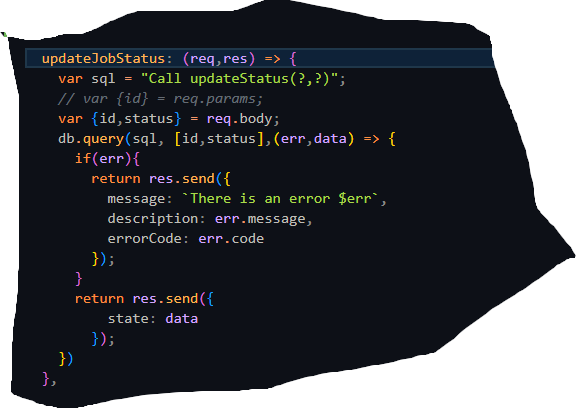 updateJobStatus: (req,res) => {
var sql = "Call updateStatus(?,?)";
// var {id} = req.params;
var {id,status} = req.body;
db.query(sql, [id,status],(err,data) => {
if(err){
return res.send({
message: `There is an error $err`,
description: err.message,
errorCode: err.code
});
}
return res.send({
state: data
});
})
},